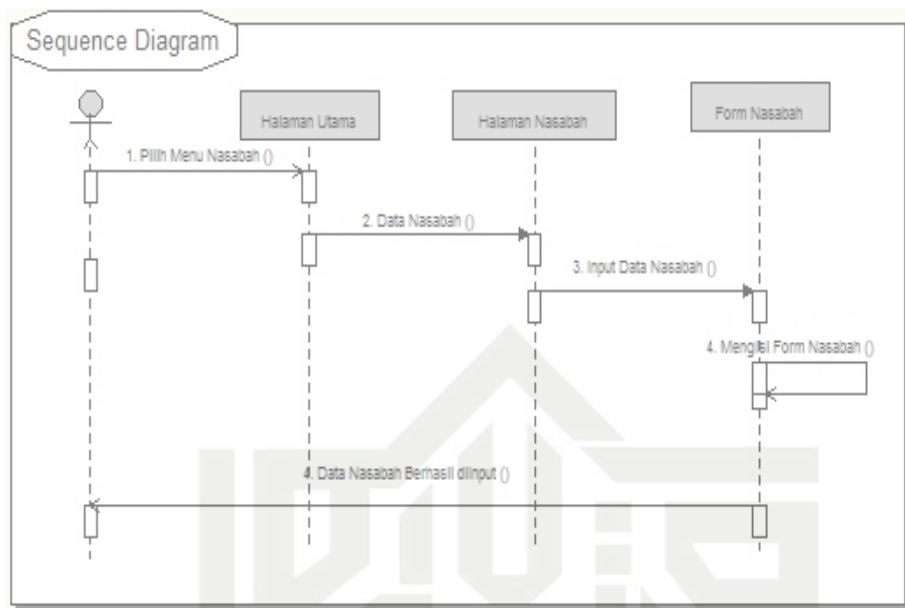 Sequence Diagram
Halaman Utama
Halaman Nasabah
Form Nasabah
1. Pilih Menu Nasabah ()
2. Data Nasabah ()
3. Input Data Nasabah ()
4. Mengisi Form Nasabah ()
4. Data Nasabah Berhasil diinput ()